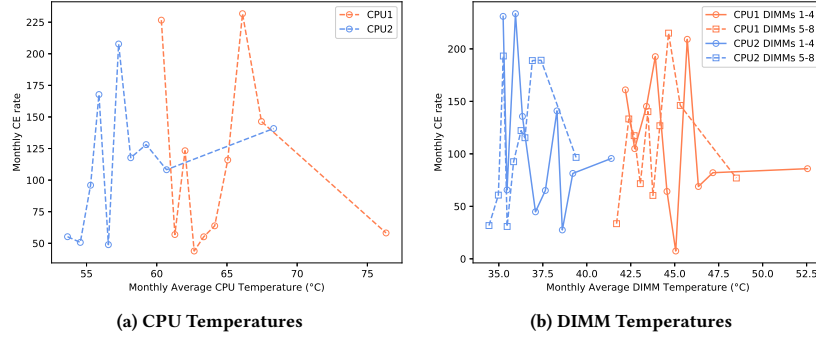 225
200
175
150
125
100
75
50
Monthly CE rate
55
60
65
70
75
Monthly Average CPU Temperature (°C)
CPU1
CPU2
(a) CPU Temperatures
200
150
100
50
0
Monthly CE rate
35.0
37.5
40.0
42.5
45.0
47.5
50.0
52.5
Monthly Average DIMM Temperature (°C)
CPU1 DIMMs 1-4
CPU1 DIMMs 5-8
CPU2 DIMMs 1-4
CPU2 DIMMs 5-8
(b) DIMM Temperatures